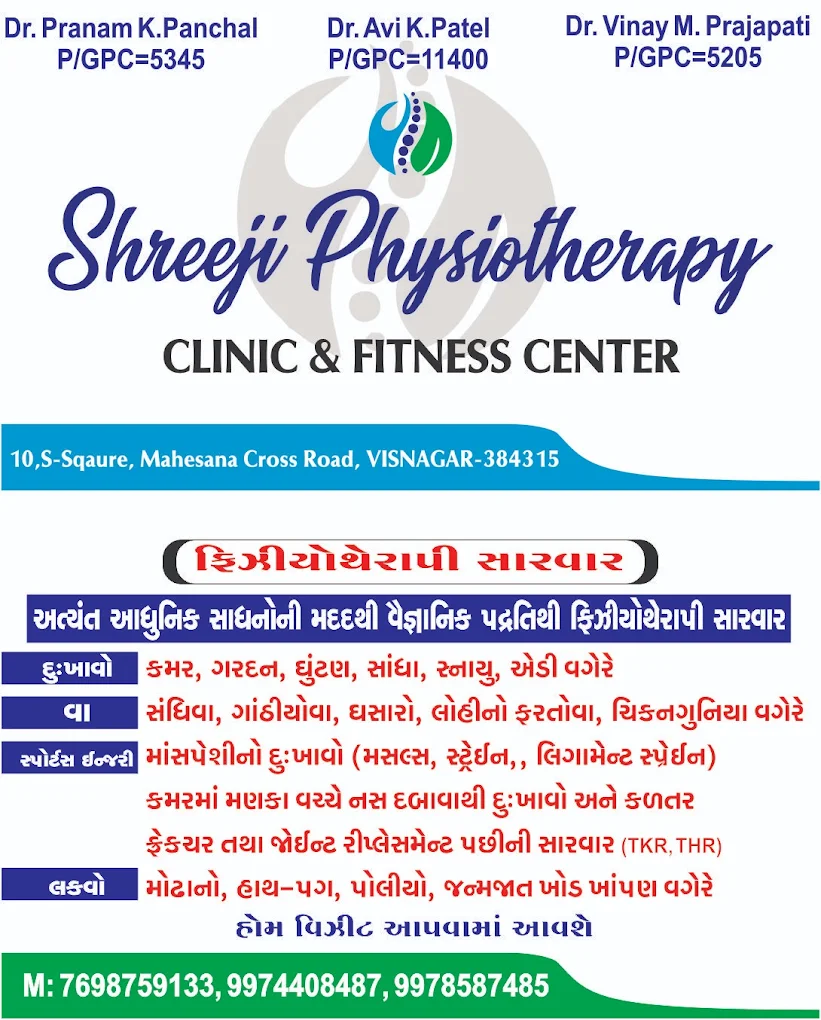 Dr. Pranam K.Panchal
P/GPC=5345
Dr. Avi K.Patel
P/GPC=11400
Dr. Vinay M. Prajapati
P/GPC=5205
Shreeji Physiotherapy
CLINIC & FITNESS CENTER
10,S-Sqaure, Mahesana Cross Road, VISNAGAR-384315
ફિઝીયોથેરાપી સારવાર
અત્યંત આધુનિક સાધનોની મદદથી વૈજ્ઞાનિક પદ્ધતિથી ફિઝીયોથેરાપી સારવાર
દુઃખાવો કમર, ગરદન, ઘુંટણ, સાંધા, સ્નાયુ, એડી વગેરે
વા સંધિવા, ગાંઠીયોવા, ઘસારો, લોહીનો ફરતોવા, ચિકનગુનિયા વગેરે
સ્પોર્ટસ ઈન્જરી માંસપેશીનો દુઃખાવો (મસલ્સ, સ્ટ્રેઈન,, લિગામેન્ટ સ્પ્રેઈન)
કમરમાં મણકા વચ્ચે નસ દબાવાથી દુઃખાવો અને કળતર
ફ્રેકચર તથા જોઈન્ટ રીપ્લેસમેન્ટ પછીની સારવાર (TKR, THR)
લકવો મોઢાનો, હાથ-પગ, પોલીયો, જન્મજાત ખોડ ખાંપણ વગેરે
હોમ વિઝીટ આપવામાં આવશે
M: 7698759133, 9974408487, 9978587485